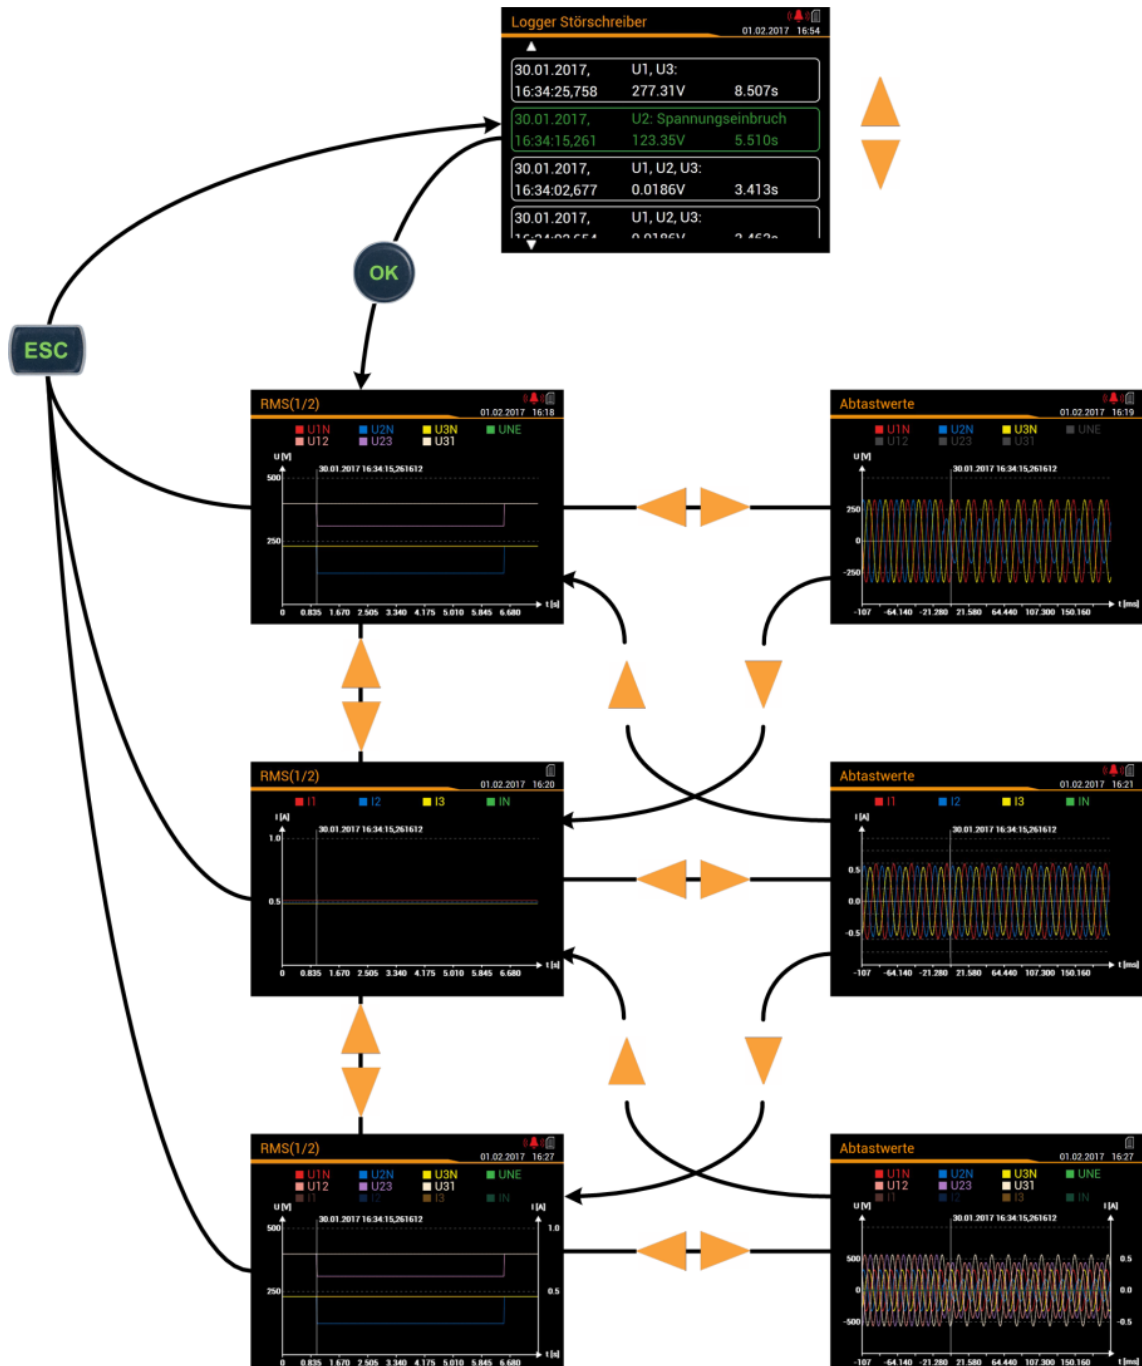 Logger Störschreiber
01.02.2017 16:54
30.01.2017, U1, U3:
16:34:25,758 277.31V 8.507s
30.01.2017, U2: Spannungseinbruch
16:34:15,261 123.35V 5.510s
30.01.2017, U1, U2, U3:
16:34:02,677 0.0186V 3.413s
30.01.2017, U1, U2, U3:
OK
ESC
RMS(1/2)
01.02.2017 16:18
U1N U2N U3N UNE
U12 U23 U31
U [V]
30.01.2017 16:34:15,261612
500
250
0 0.835 1.670 2.505 3.340 4.175 5.010 5.845 6.680 t [s]
Abtastwerte
01.02.2017 16:19
U1N U2N U3N UNE
U12 U23 U31
U [V]
30.01.2017 16:34:15,261612
250
0
-250
-107 -64.140 -21.280 21.580 64.440 107.300 150.160 t [ms]
RMS(1/2)
01.02.2017 16:20
I1 I2 I3 IN
I [A]
30.01.2017 16:34:15,261612
1.0
0.5
0 0.835 1.670 2.505 3.340 4.175 5.010 5.845 6.680 t [s]
Abtastwerte
01.02.2017 16:21
I1 I2 I3 IN
I [A]
30.01.2017 16:34:15,261612
0.5
0.0
-0.5
-107 -64.140 -21.280 21.580 64.440 107.300 150.160 t [ms]
RMS(1/2)
01.02.2017 16:27
U1N U2N U3N UNE
U12 U23 U31
I1 I2 I3 IN
U [V] I [A]
30.01.2017 16:34:15,261612
500 1.0
250 0.5
0 0.835 1.670 2.505 3.340 4.175 5.010 5.845 6.680 t [s]
Abtastwerte
01.02.2017 16:27
U1N U2N U3N UNE
U12 U23 U31
I1 I2 I3 IN
U [V] I [A]
30.01.2017 16:34:15,261612
500 0.5
0 0.0
-500 -0.5
-107 -64.140 -21.280 21.580 64.440 107.300 150.160 t [ms]